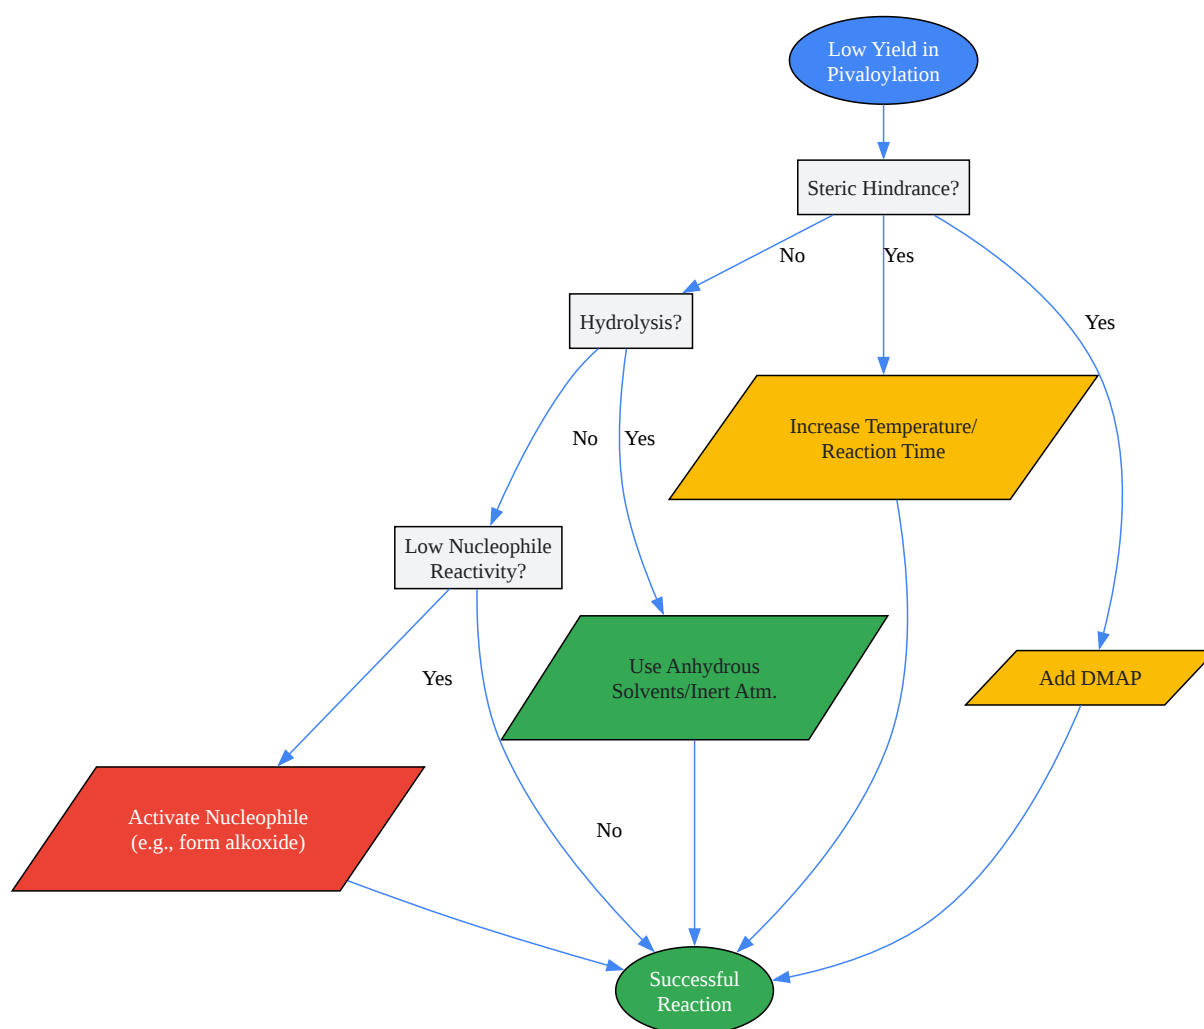 Low Yield in
Pivaloylation
Steric Hindrance?
No
Yes
Yes
Hydrolysis?
No
Yes
Increase Temperature/
Reaction Time
Low Nucleophile
Reactivity?
Yes
No
Use Anhydrous
Solvents/Inert Atm.
Add DMAP
Activate Nucleophile
(e.g., form alkoxide)
Successful
Reaction